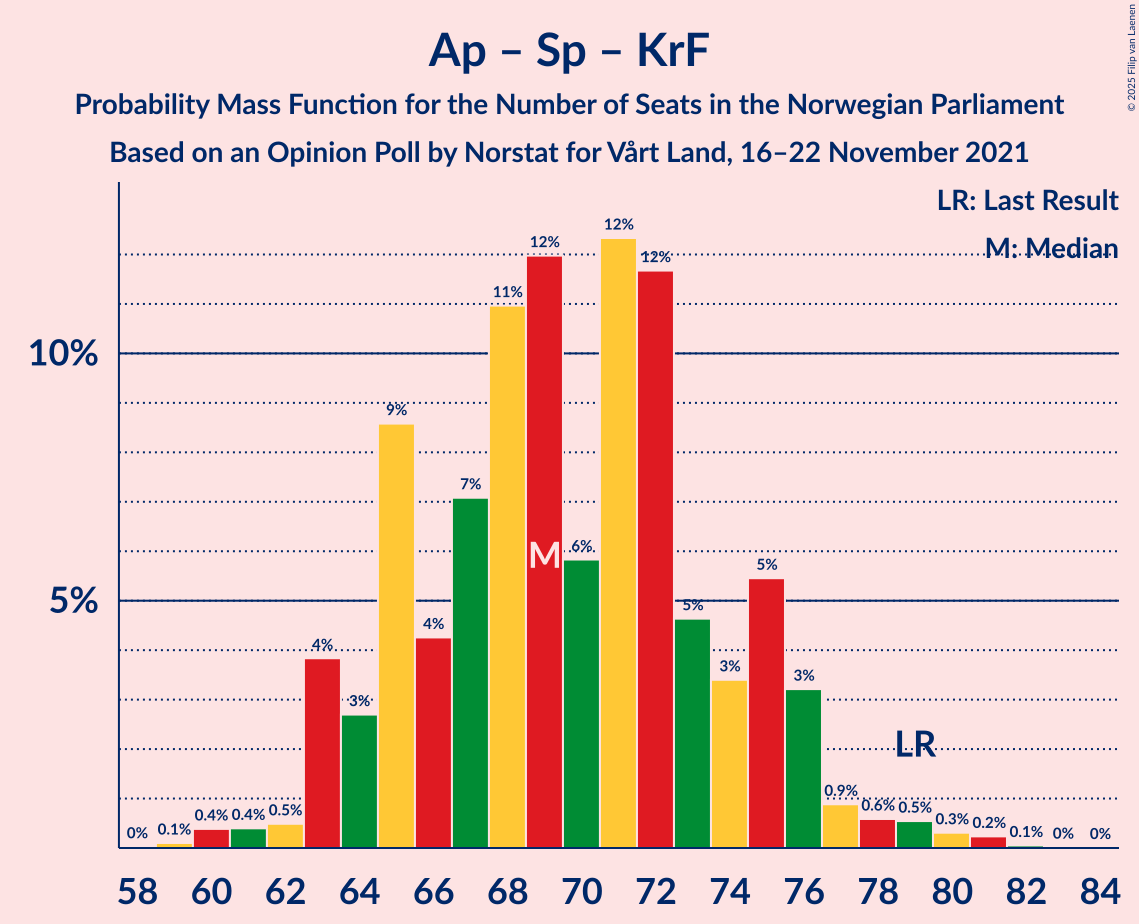 Ap – Sp – KrF
Probability Mass Function for the Number of Seats in the Norwegian Parliament
Based on an Opinion Poll by Norstat for Vårt Land, 16–22 November 2021
© 2025 Filip van Laenen
LR: Last Result
M: Median
10%
5%
0% 0.1% 0.4% 0.4% 0.5% 4% 3% 9% 4% 7% 11% 12% 6% 12% 12% 5% 3% 5% 3% 0.9% 0.6% 0.5% 0.3% 0.2% 0.1% 0% 0%
M
LR
58 60 62 64 66 68 70 72 74 76 78 80 82 84